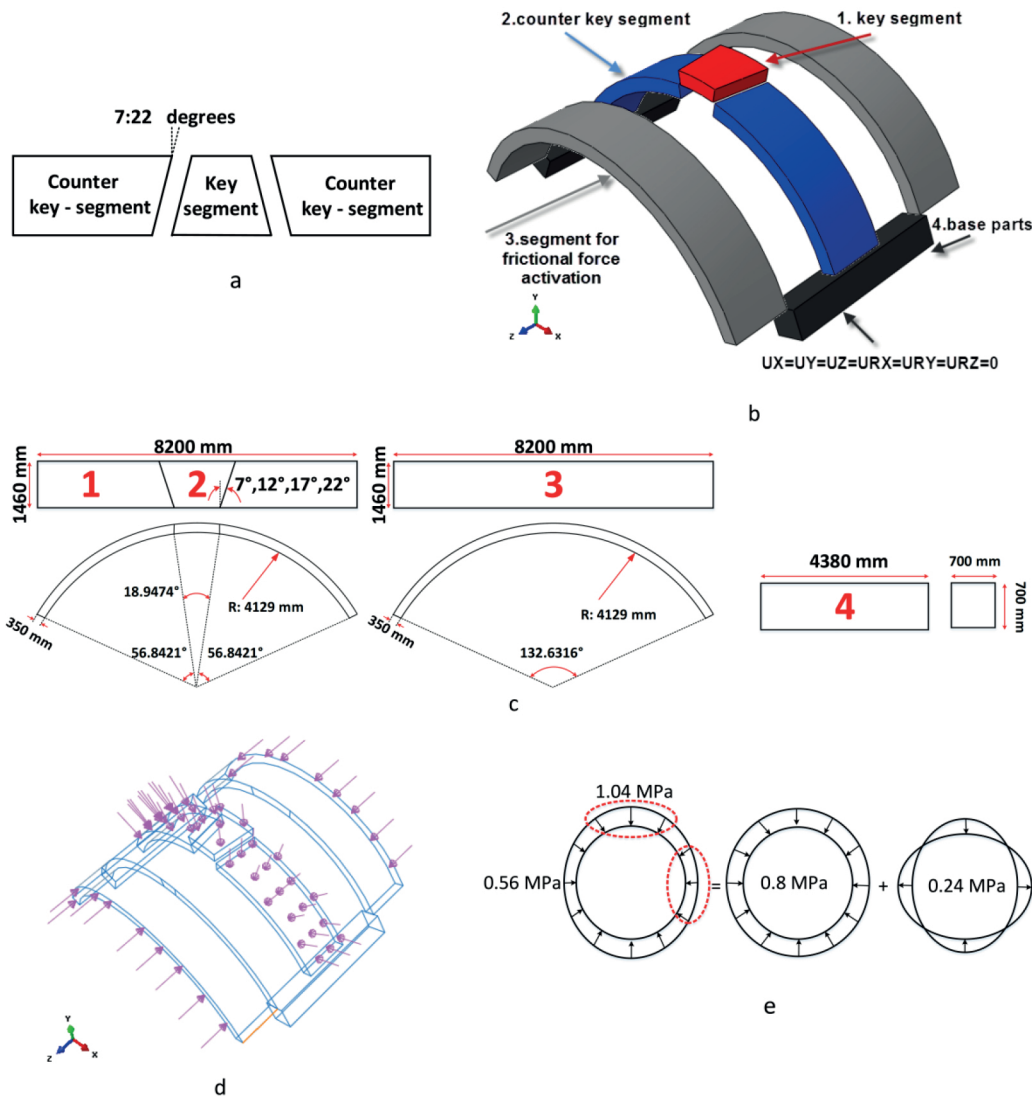 7:22 degrees
Counter
key - segment
Key
segment
Counter
key - segment
a
2.counter key segment
1. key segment
3.segment for
frictional force
activation
4.base parts
Y
Z
X
UX=UY=UZ=URX=URY=URZ=0
b
8200 mm
1460 mm
1
2
7°,12°,17°,22°
18.9474°
R: 4129 mm
350 mm
56.8421°
56.8421°
8200 mm
1460 mm
3
R: 4129 mm
350 mm
132.6316°
4380 mm
4
700 mm
700 mm
c
Y
Z
X
d
1.04 MPa
0.56 MPa
=
0.8 MPa
+
0.24 MPa
e